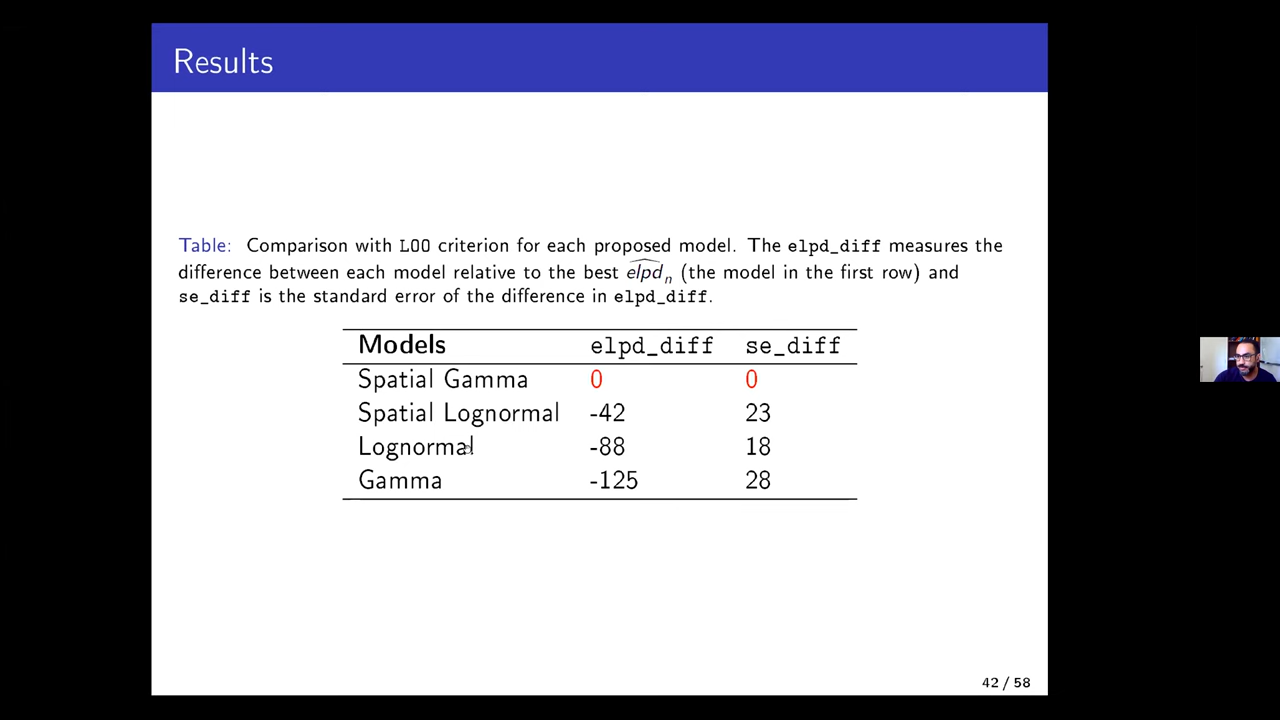 Results
Table: Comparison with LOO criterion for each proposed model. The elpd_diff measures the
difference between each model relative to the best \widehat{elpd}_n (the model in the first row) and
se_diff is the standard error of the difference in elpd_diff.
Models elpd_diff se_diff
Spatial Gamma 0 0
Spatial Lognormal -42 23
Lognormal -88 18
Gamma -125 28
42 / 58